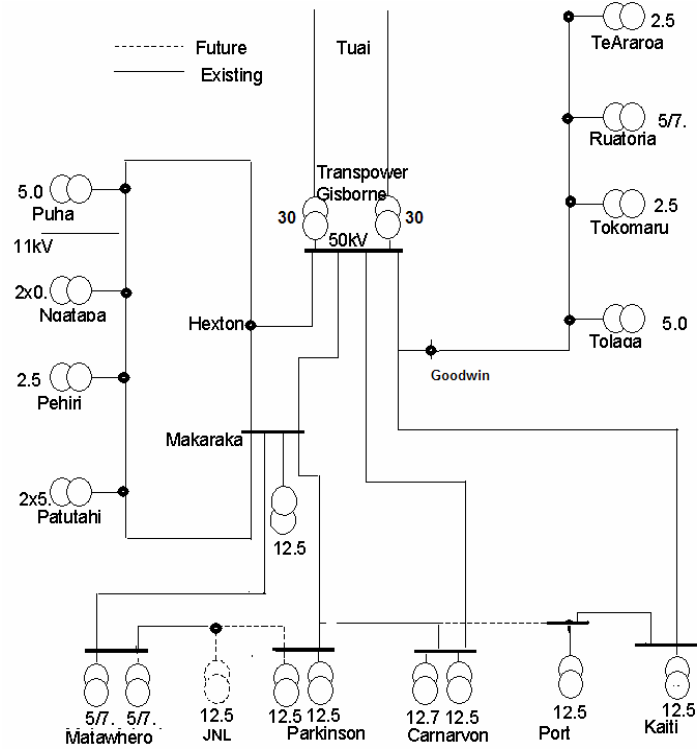 Future
Existing
Tuai
Transpower
Gisborne
30
30
50kV
2.5
TeAraroa
5/7.
Ruatoria
2.5
Tokomaru
5.0
Tolaga
Goodwin
5.0
Puha
11kV
2x0.
Ngatapa
2.5
Pehiri
2x5.
Patutahi
Hexton
Makaraka
12.5
5/7. 5/7.
Matawhero
12.5
JNL
12.5 12.5
Parkinson
12.7 12.5
Carnarvon
12.5
Port
12.5
Kaiti